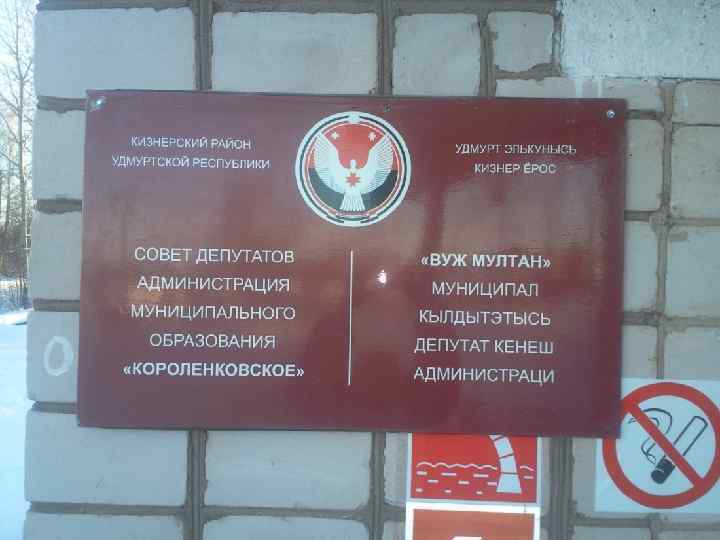 КИЗНЕРСКИЙ РАЙОН
УДМУРТСКОЙ РЕСПУБЛИКИ
УДМУРТ ЭЛЬКУНЫСЬ
КИЗНЕР ЁРОС
СОВЕТ ДЕПУТАТОВ
АДМИНИСТРАЦИЯ
МУНИЦИПАЛЬНОГО
ОБРАЗОВАНИЯ
«КОРОЛЕНКОВСКОЕ»
«ВУЖ МУЛТАН»
МУНИЦИПАЛ
КЫЛДЫТЭТЫСЬ
ДЕПУТАТ КЕНЕШ
АДМИНИСТРАЦИ